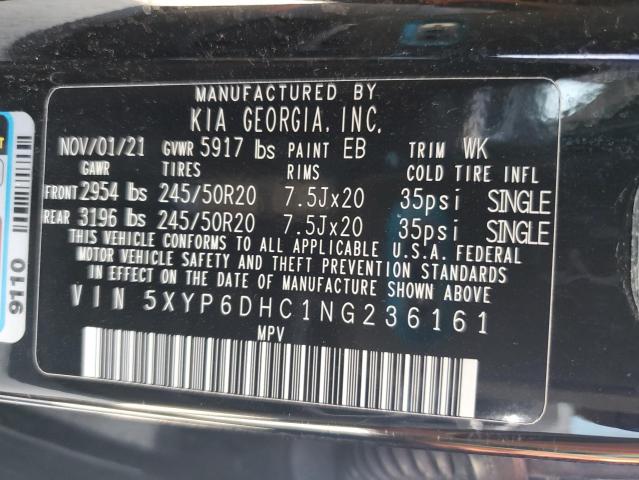 MANUFACTURED BY
KIA GEORGIA, INC.
NOV/01/21 GVWR 5917 lbs PAINT EB TRIM WK
GAWR TIRES RIMS COLD TIRE INFL
FRONT 2954 lbs 245/50R20 7.5Jx20 35psi SINGLE
REAR 3196 lbs 245/50R20 7.5Jx20 35psi SINGLE
THIS VEHICLE CONFORMS TO ALL APPLICABLE U.S.A. FEDERAL
MOTOR VEHICLE SAFETY AND THEFT PREVENTION STANDARDS
IN EFFECT ON THE DATE OF MANUFACTURE SHOWN ABOVE.
VIN 5XYP6DHC1NG236161
MPV
9110